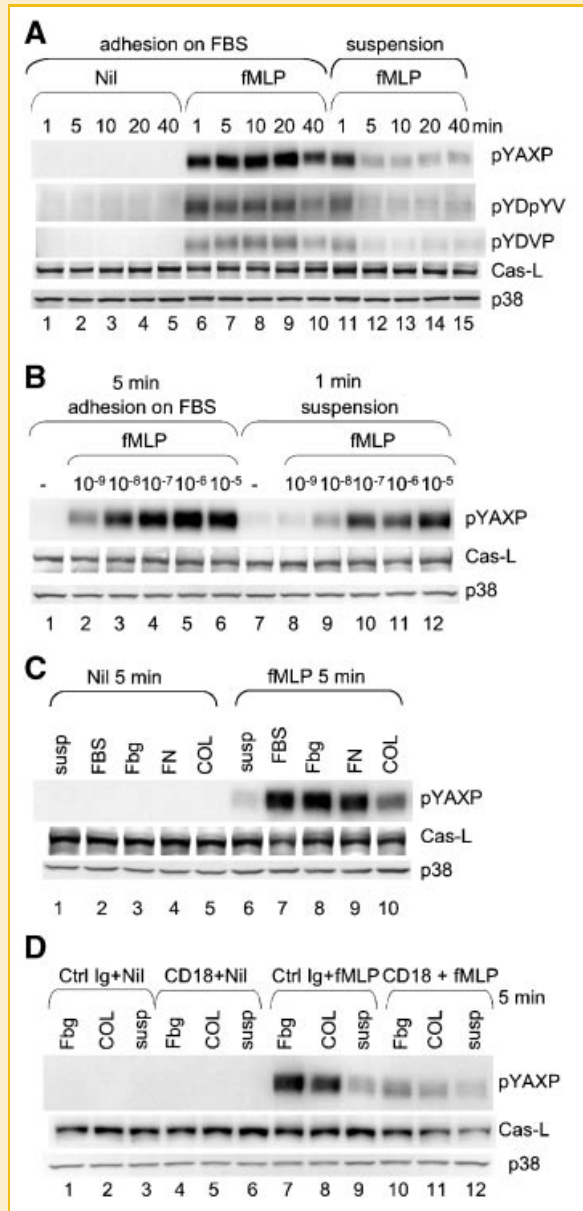 A
adhesion on FBS suspension
Nil fMLP fMLP
1 5 10 20 40 1 5 10 20 40 1 5 10 20 40 min
pYAXP
pYDpYV
pYDVP
Cas-L
p38
1 2 3 4 5 6 7 8 9 10 11 12 13 14 15
B
5 min 1 min
adhesion on FBS suspension
fMLP fMLP
- 10⁻⁹ 10⁻⁸ 10⁻⁷ 10⁻⁶ 10⁻⁵ - 10⁻⁹ 10⁻⁸ 10⁻⁷ 10⁻⁶ 10⁻⁵
pYAXP
Cas-L
p38
1 2 3 4 5 6 7 8 9 10 11 12
C
Nil 5 min fMLP 5 min
susp FBS Fbg FN COL susp FBS Fbg FN COL
pYAXP
Cas-L
p38
1 2 3 4 5 6 7 8 9 10
D
Ctrl Ig+Nil CD18+Nil Ctrl Ig+fMLP CD18 + fMLP
5 min
Fbg COL susp Fbg COL susp Fbg COL susp Fbg COL susp
pYAXP
Cas-L
p38
1 2 3 4 5 6 7 8 9 10 11 12